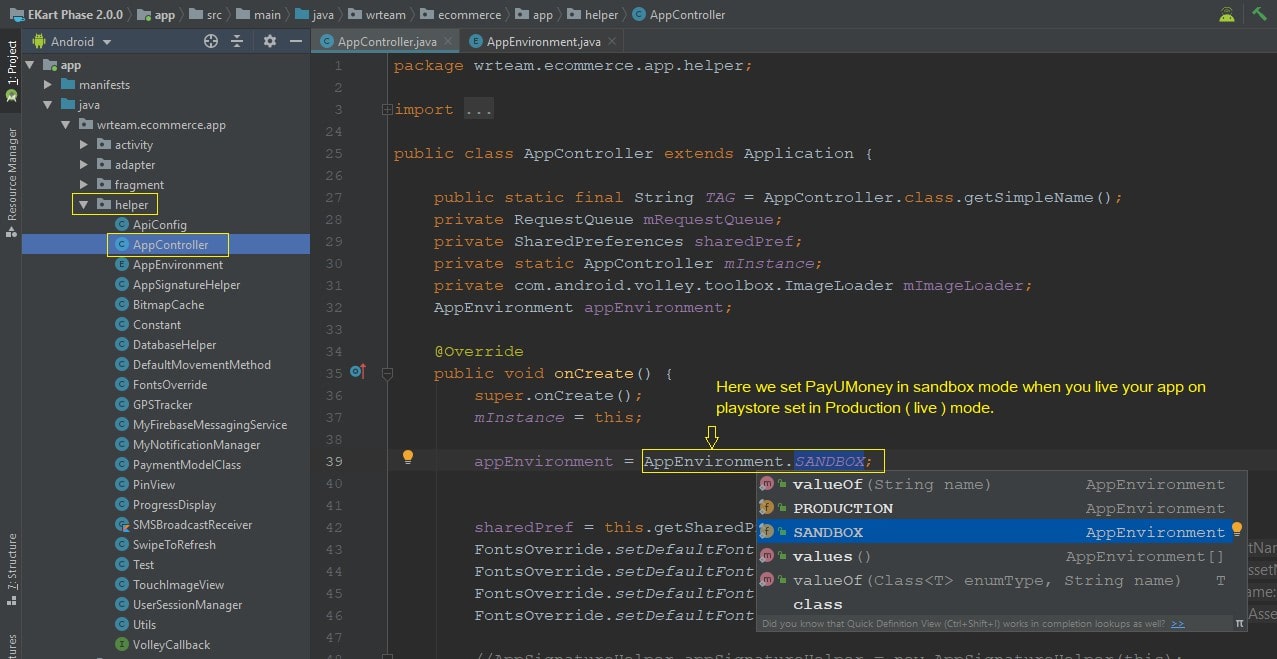 EKart Phase 2.0.0 app src main java wrteam ecommerce app helper AppController
Android
AppController.java AppEnvironment.java
1: Project
Resource Manager
7: Structure
app
manifests
java
wrteam.ecommerce.app
activity
adapter
fragment
helper
ApiConfig
AppController
AppEnvironment
AppSignatureHelper
BitmapCache
Constant
DatabaseHelper
DefaultMovementMethod
FontsOverride
GPSTracker
MyFirebaseMessagingService
MyNotificationManager
PaymentModelClass
PinView
ProgressDisplay
SMSBroadcastReceiver
SwipeToRefresh
Test
TouchImageView
UserSessionManager
Utils
VolleyCallback
1 package wrteam.ecommerce.app.helper;
2
3 import ...
24
25 public class AppController extends Application {
26
27 public static final String TAG = AppController.class.getSimpleName();
28 private RequestQueue mRequestQueue;
29 private SharedPreferences sharedPref;
30 private static AppController mInstance;
31 private com.android.volley.toolbox.ImageLoader mImageLoader;
32 AppEnvironment appEnvironment;
33
34 @Override
35 public void onCreate() {
Here we set PayUMoney in sandbox mode when you live your app on
playstore set in Production ( live ) mode.
36 super.onCreate();
37 mInstance = this;
38
39 appEnvironment = AppEnvironment.SANDBOX;
40
41
42 sharedPref = this.getSharedP
43 FontsOverride.setDefaultFont
44 FontsOverride.setDefaultFont
45 FontsOverride.setDefaultFont
46 FontsOverride.setDefaultFont
47
valueOf(String name) AppEnvironment
PRODUCTION AppEnvironment
SANDBOX AppEnvironment
values() AppEnvironment[]
valueOf(Class<T> enumType, String name) T
class
Did you know that Quick Definition View (Ctrl+Shift+I) works in completion lookups as well? >> π
//AppSignatureHelper appSignatureHelper = new AppSignatureHelper(this);